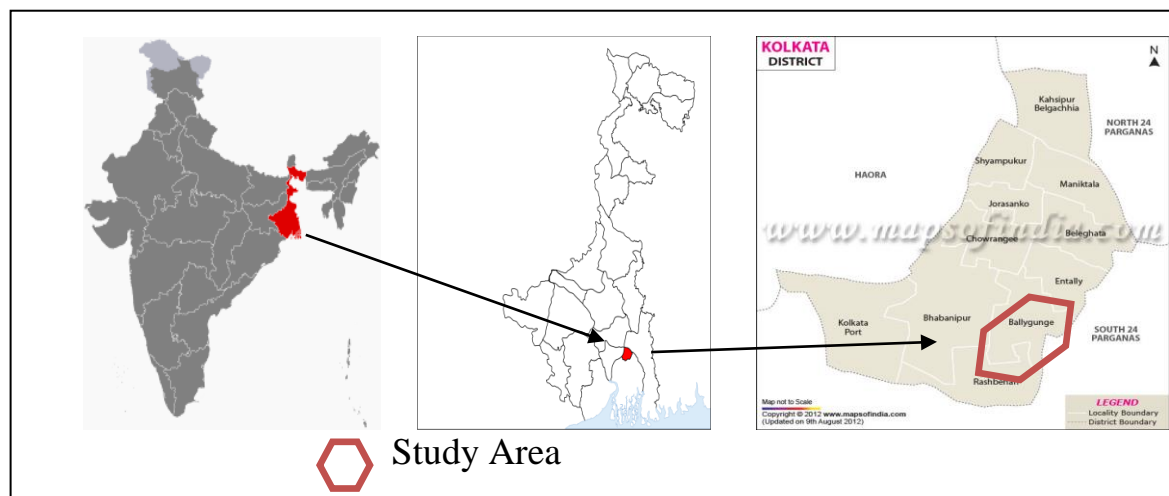 KOLKATA
DISTRICT
N
Kahsipur
Belgachhia
NORTH 24
PARGANAS
Shyampukur
HAORA
Maniktala
Jorasanko
www.mapsofindia.com
Beleghata
Chowrangee
Entally
Bhabanipur
Ballygunge
Kolkata
Port
SOUTH 24
PARGANAS
Rashbehari
Map not to Scale
Copyright © 2012 www.mapsofindia.com
(Updated on 9th August 2012)
LEGEND
Locality Boundary
District Boundary
Study Area